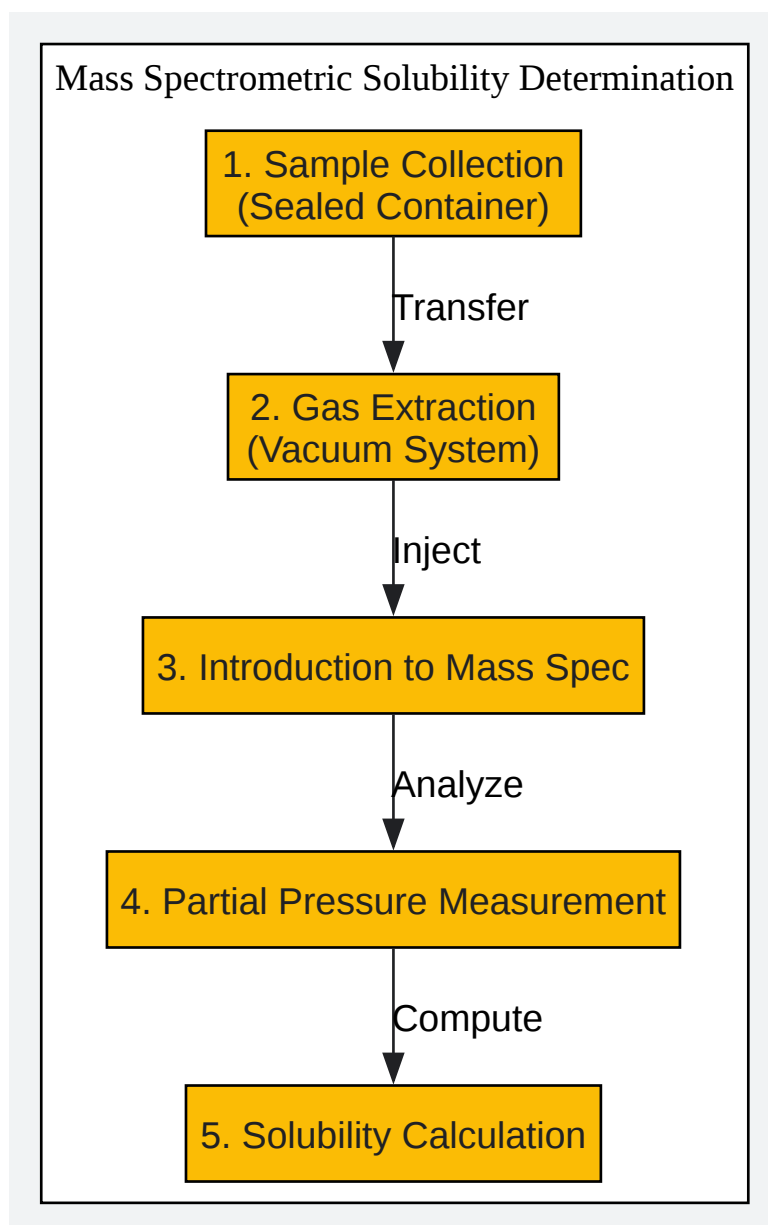 Mass Spectrometric Solubility Determination
1. Sample Collection
(Sealed Container)
Transfer
2. Gas Extraction
(Vacuum System)
Inject
3. Introduction to Mass Spec
Analyze
4. Partial Pressure Measurement
Compute
5. Solubility Calculation